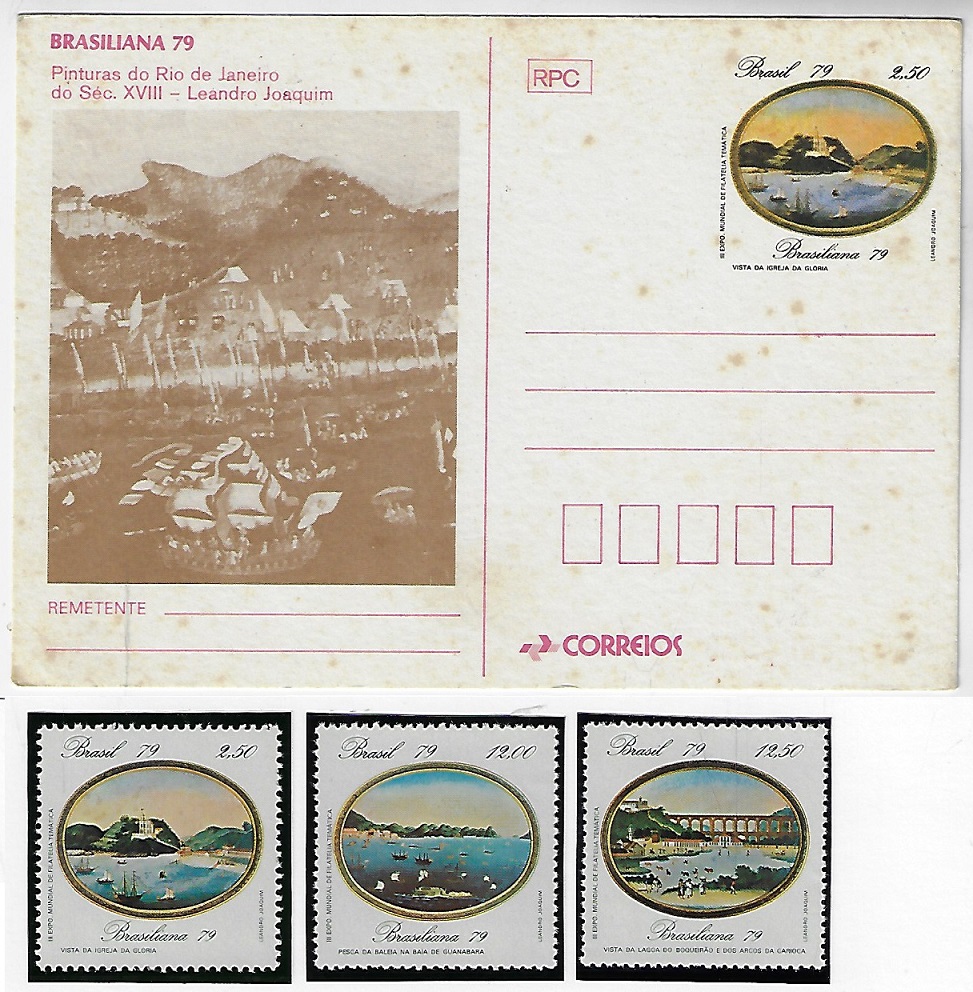 BRASILIANA 79
Pinturas do Rio de Janeiro
do Séc. XVIII – Leandro Joaquim
REMETENTE
RPC
Brasil 79 2,50
III EXPO. MUNDIAL DE FILATELIA TEMÁTICA
LEANDRO JOAQUIM
Brasiliana 79
VISTA DA IGREJA DA GLÓRIA
CORREIOS
Brasil 79 2,50
III EXPO. MUNDIAL DE FILATELIA TEMÁTICA
LEANDRO JOAQUIM
Brasiliana 79
VISTA DA IGREJA DA GLÓRIA
Brasil 79 12,00
III EXPO. MUNDIAL DE FILATELIA TEMÁTICA
LEANDRO JOAQUIM
Brasiliana 79
PESCA DA BALEIA NA BAÍA DE GUANABARA
Brasil 79 12,50
III EXPO. MUNDIAL DE FILATELIA TEMÁTICA
LEANDRO JOAQUIM
Brasiliana 79
VISTA DA LAGOA DO BOQUEIRÃO E DOS ARCOS DA CARIOCA